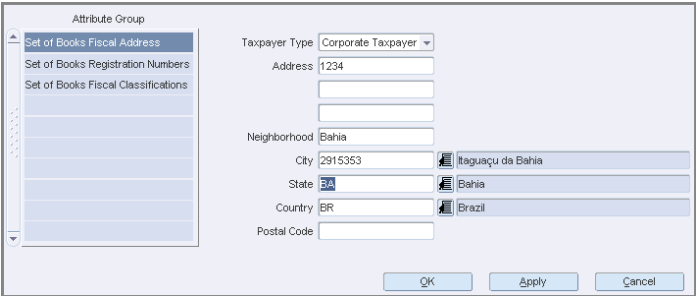 Attribute Group
Set of Books Fiscal Address
Set of Books Registration Numbers
Set of Books Fiscal Classifications
Taxpayer Type Corporate Taxpayer
Address 1234
Neighborhood Bahia
City 2915353 Itaguaçu da Bahia
State BA Bahia
Country BR Brazil
Postal Code
OK Apply Cancel